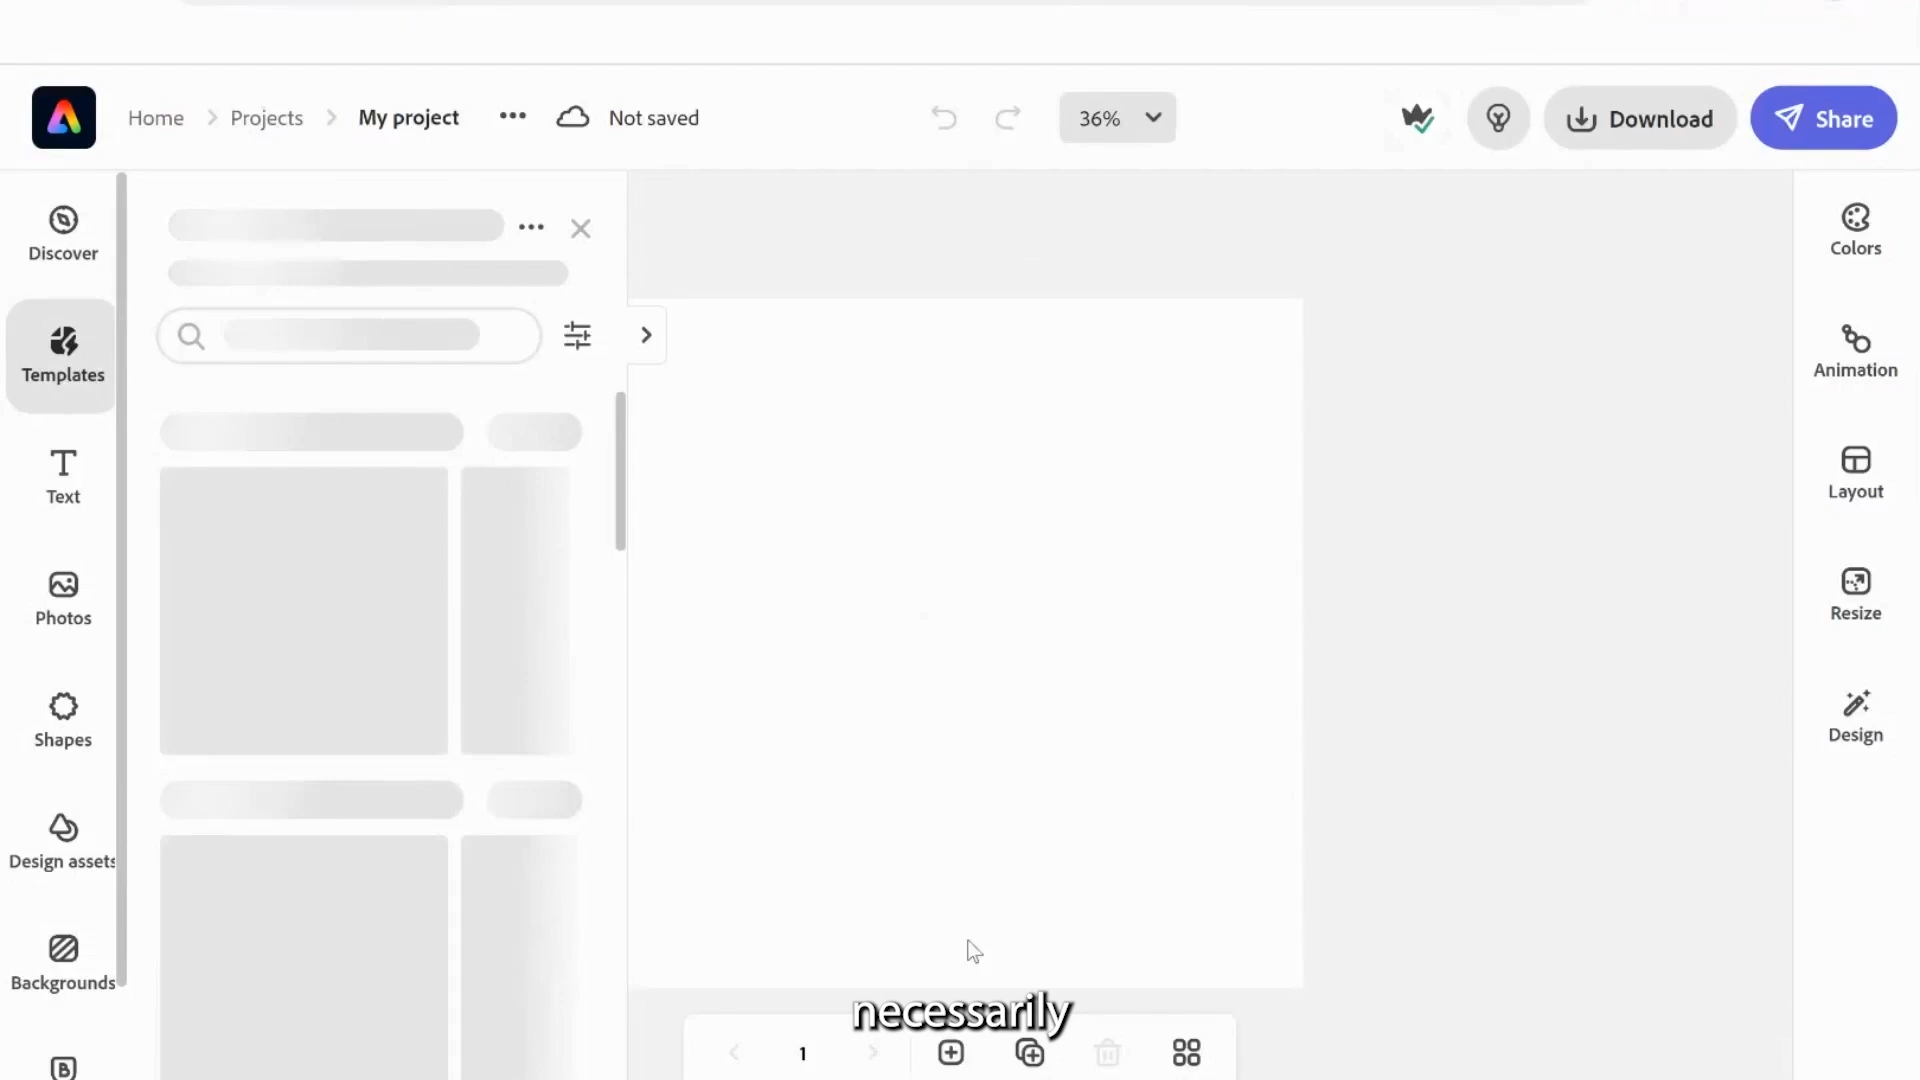 Home
Projects
My project
Not saved
36%
Download
Share
Discover
Templates
Text
Photos
Shapes
Design assets
Backgrounds
Colors
Animation
Layout
Resize
Design
necessarily
1